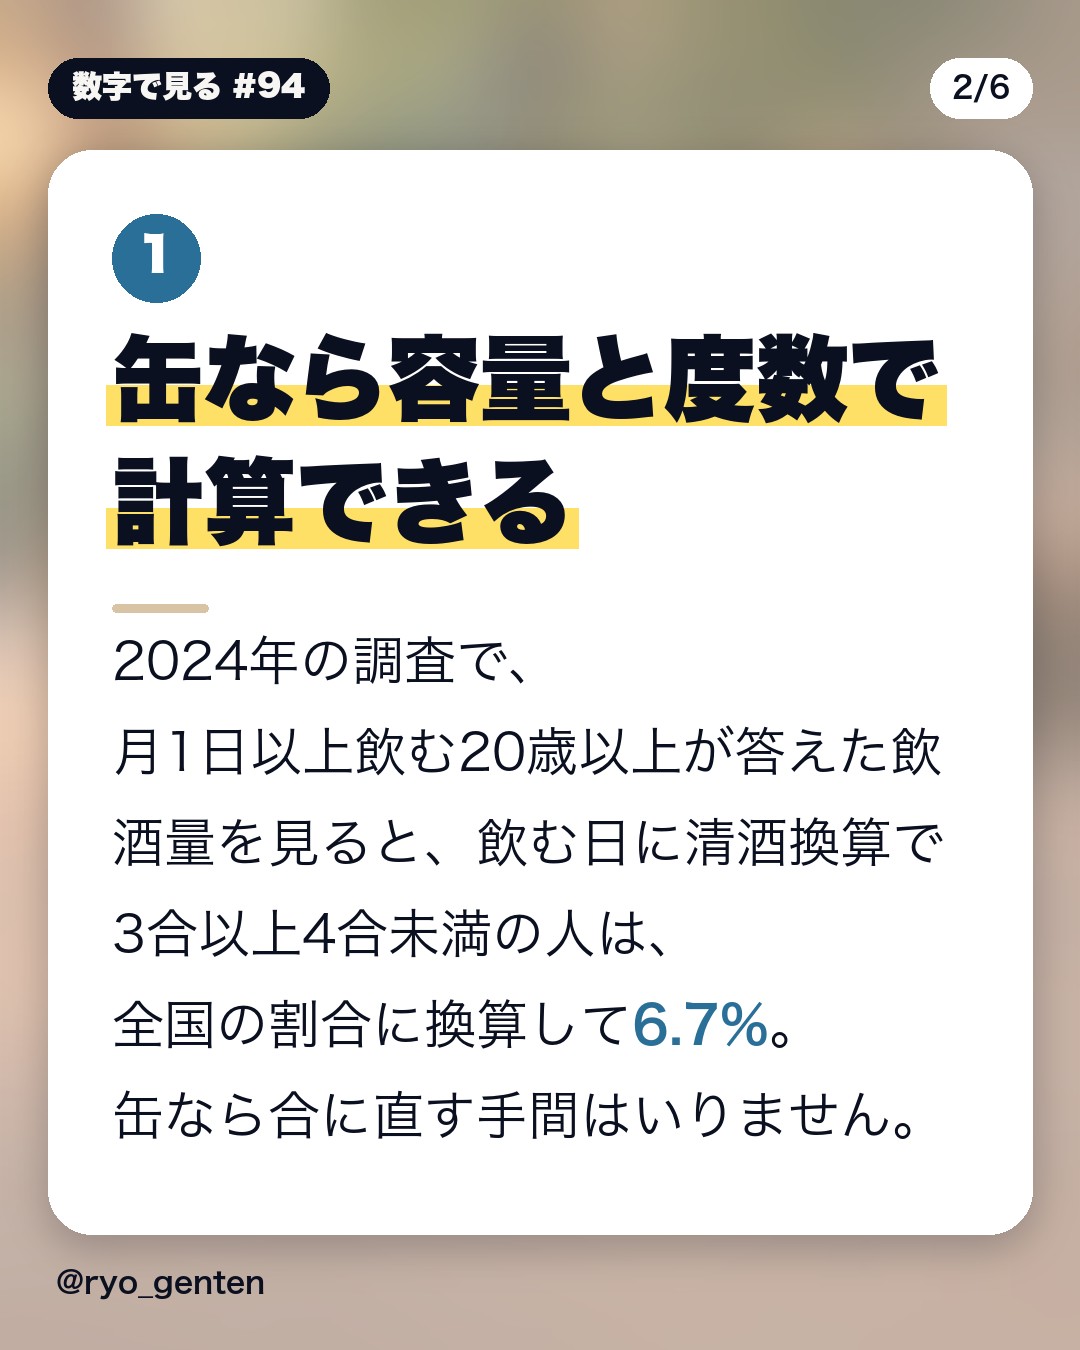 数字で見る #94
2/6
1
缶なら容量と度数で
計算できる
2024年の調査で、
月1日以上飲む20歳以上が答えた飲
酒量を見ると、飲む日に清酒換算で
3合以上4合未満の人は、
全国の割合に換算して6.7%。
缶なら合に直す手間はいりません。
@ryo_genten